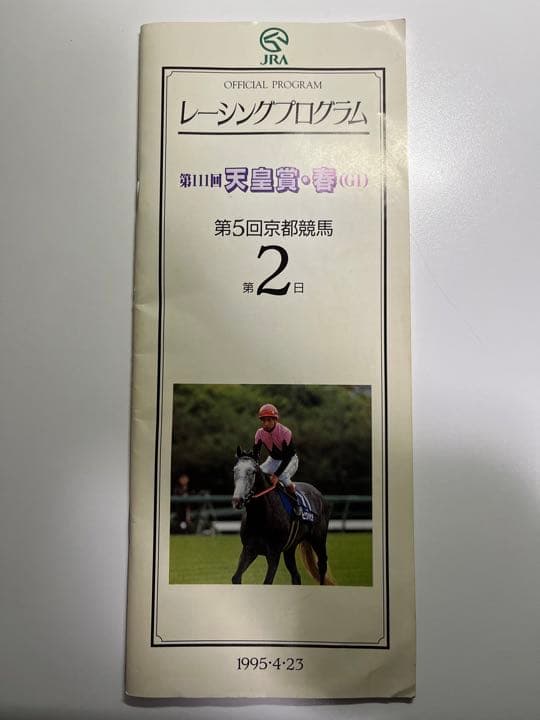 JRA
OFFICIAL PROGRAM
レーシングプログラム
第111回天皇賞・春(GI)
第5回京都競馬
第2日
1995・4・23